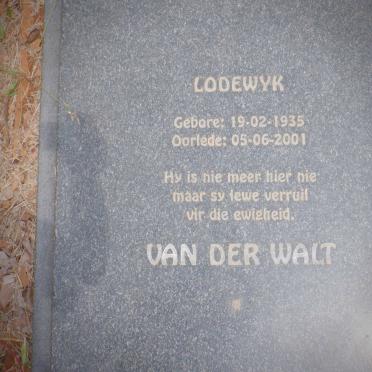 LODEWYK
Gebore: 19-02-1935
Oorlede: 05-06-2001
Hy is nie meer hier nie
maar sy lewe verruil
vir die ewigheid.
VAN DER WALT